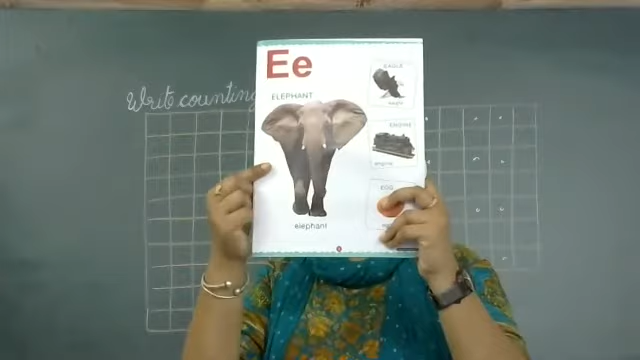 Write counting
Ee
ELEPHANT
elephant
EAGLE
eagle
ENGINE
engine
EGG